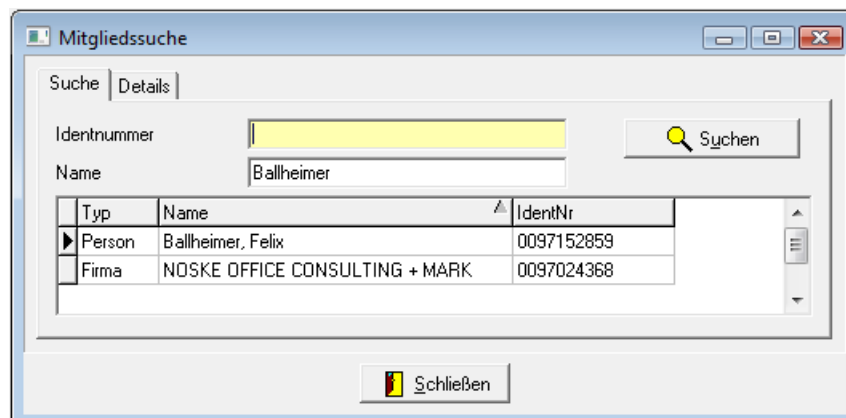 Mitgliedssuche
Suche Details
Identnummer
Suchen
Name Ballheimer
Typ Name IdentNr
Person Ballheimer, Felix 0097152859
Firma NOSKE OFFICE CONSULTING + MARK 0097024368
Schließen